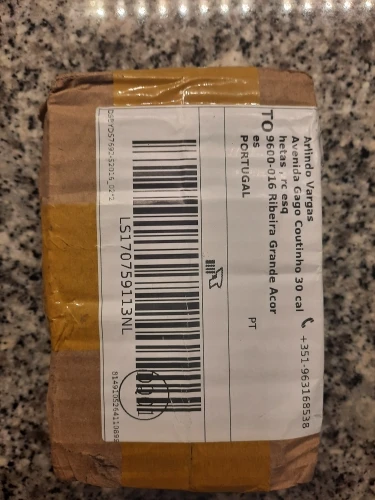 TO
Arlindo Vargas
Avenida Gago Coutinho 30 cal
hetas , rc esq
9600-016 Ribeira Grande Açor
es
PORTUGAL
+351-963168538
PT
LS170759113NL